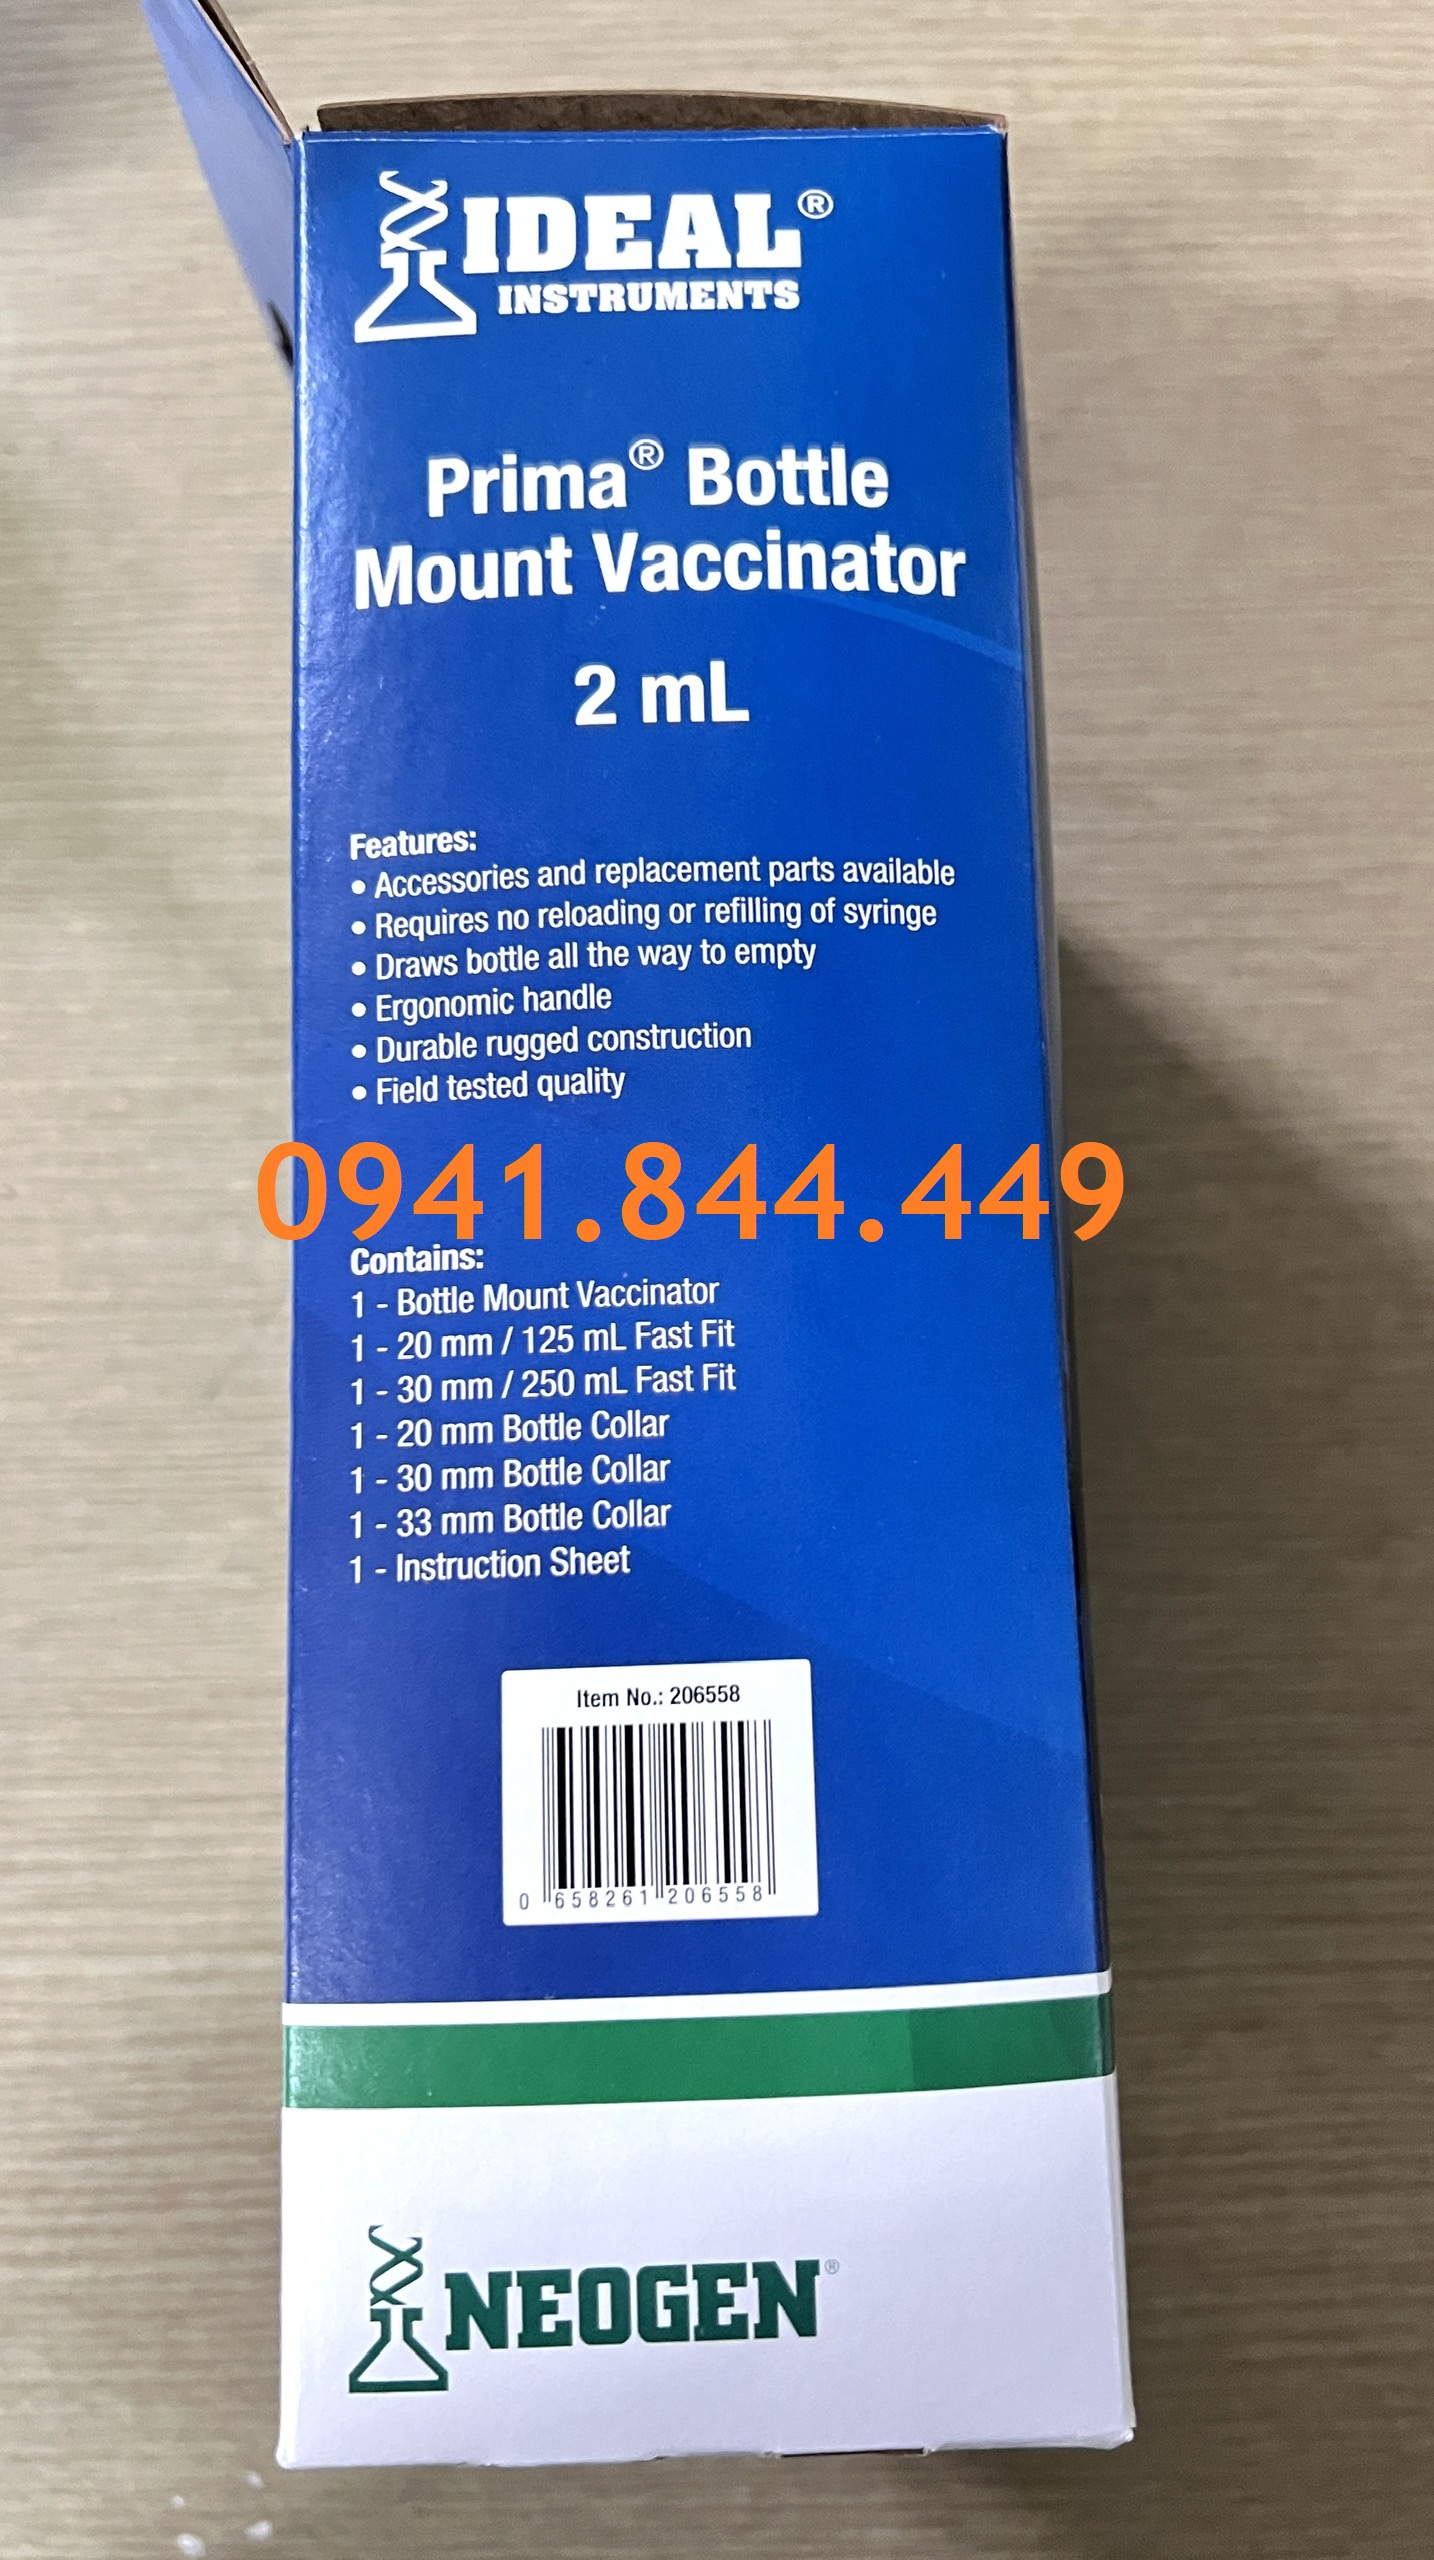 IDEAL®
INSTRUMENTS
Prima® Bottle
Mount Vaccinator
2 mL
Features:
• Accessories and replacement parts available
• Requires no reloading or refilling of syringe
• Draws bottle all the way to empty
• Ergonomic handle
• Durable rugged construction
• Field tested quality
0941.844.449
Contains:
1 - Bottle Mount Vaccinator
1 - 20 mm / 125 mL Fast Fit
1 - 30 mm / 250 mL Fast Fit
1 - 20 mm Bottle Collar
1 - 30 mm Bottle Collar
1 - 33 mm Bottle Collar
1 - Instruction Sheet
Item No.: 206558
0 658261 206558
NEOGEN®